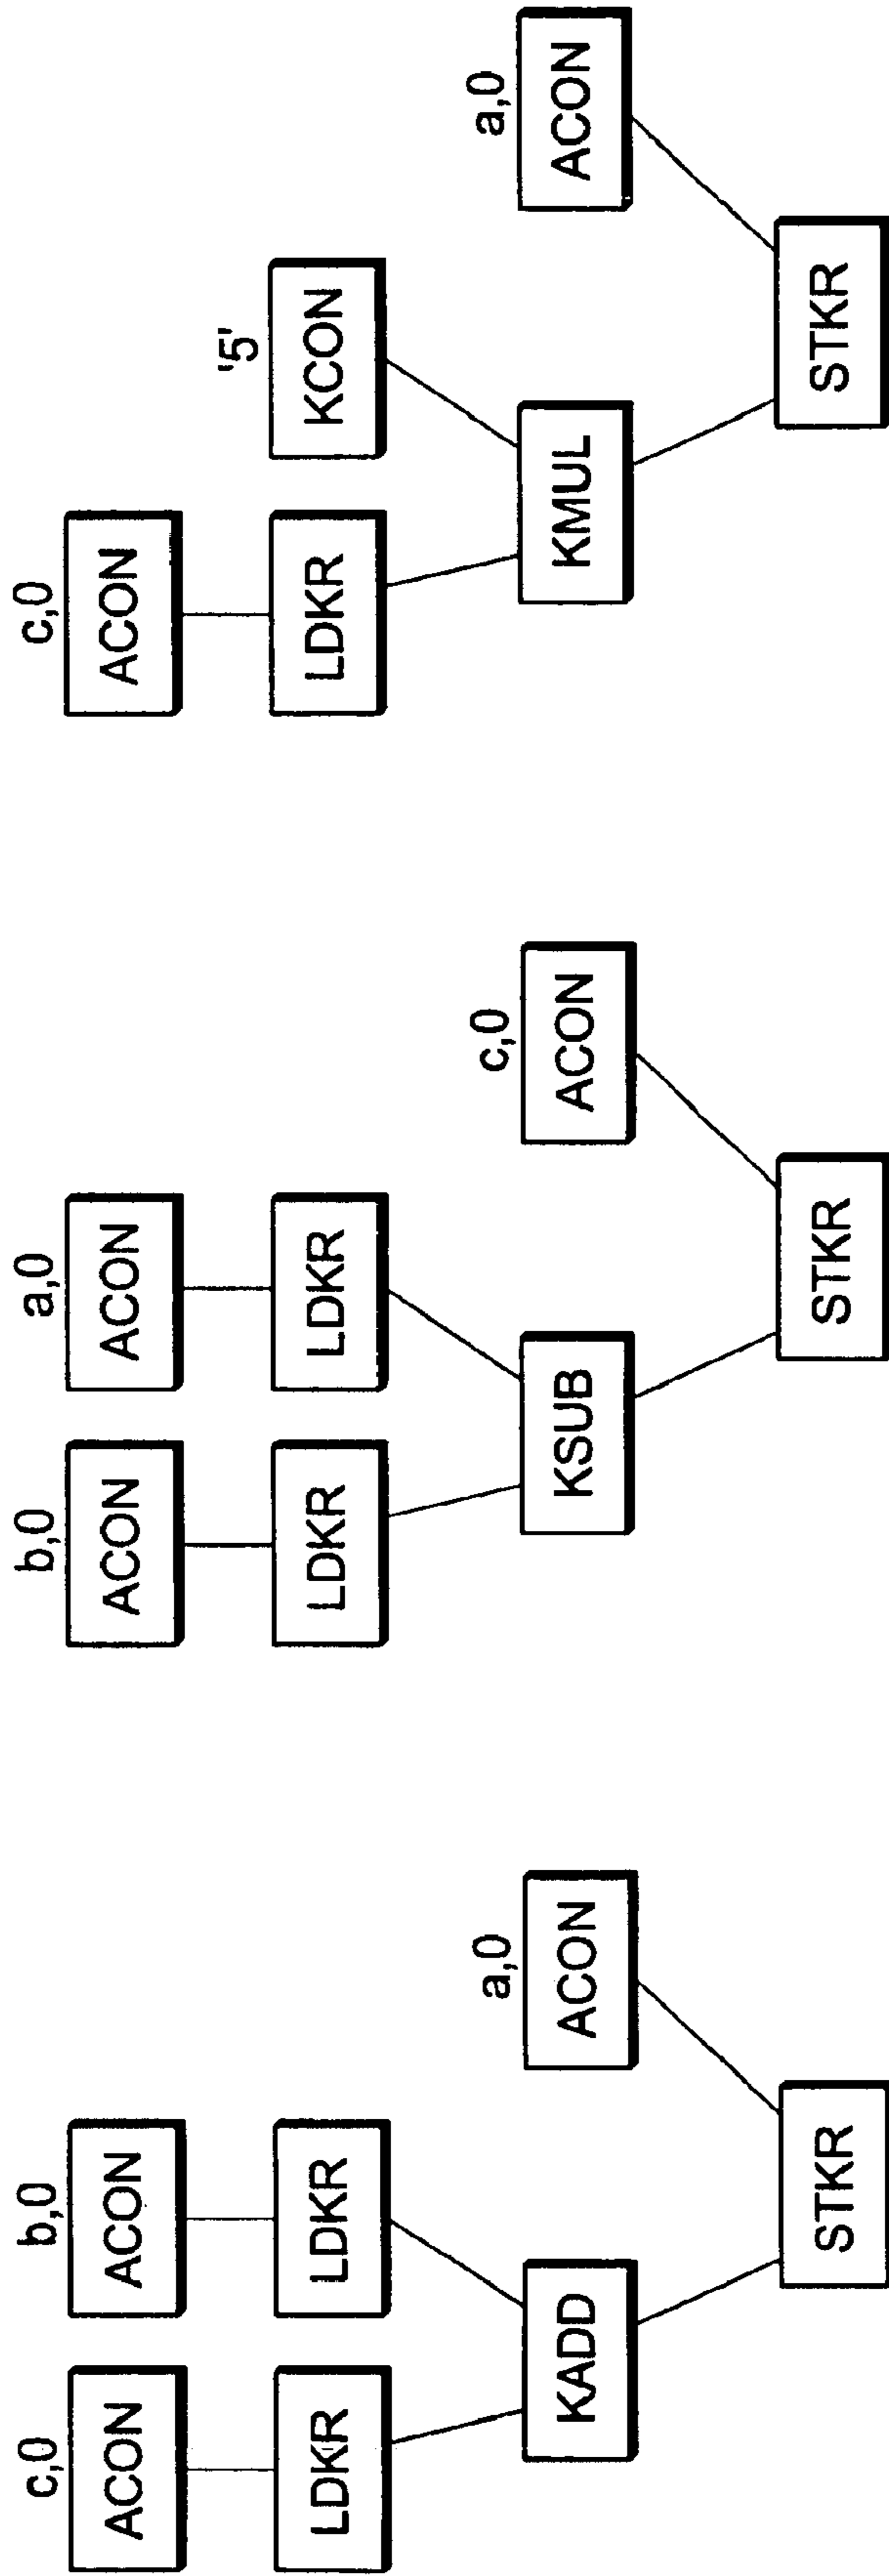 c,0 b,0
ACON ACON
LDKR LDKR
a,0
KADD ACON
STKR
b,0 a,0
ACON ACON
LDKR LDKR
c,0
KSUB ACON
STKR
c,0
ACON
'5'
LDKR KCON
a,0
KMUL ACON
STKR